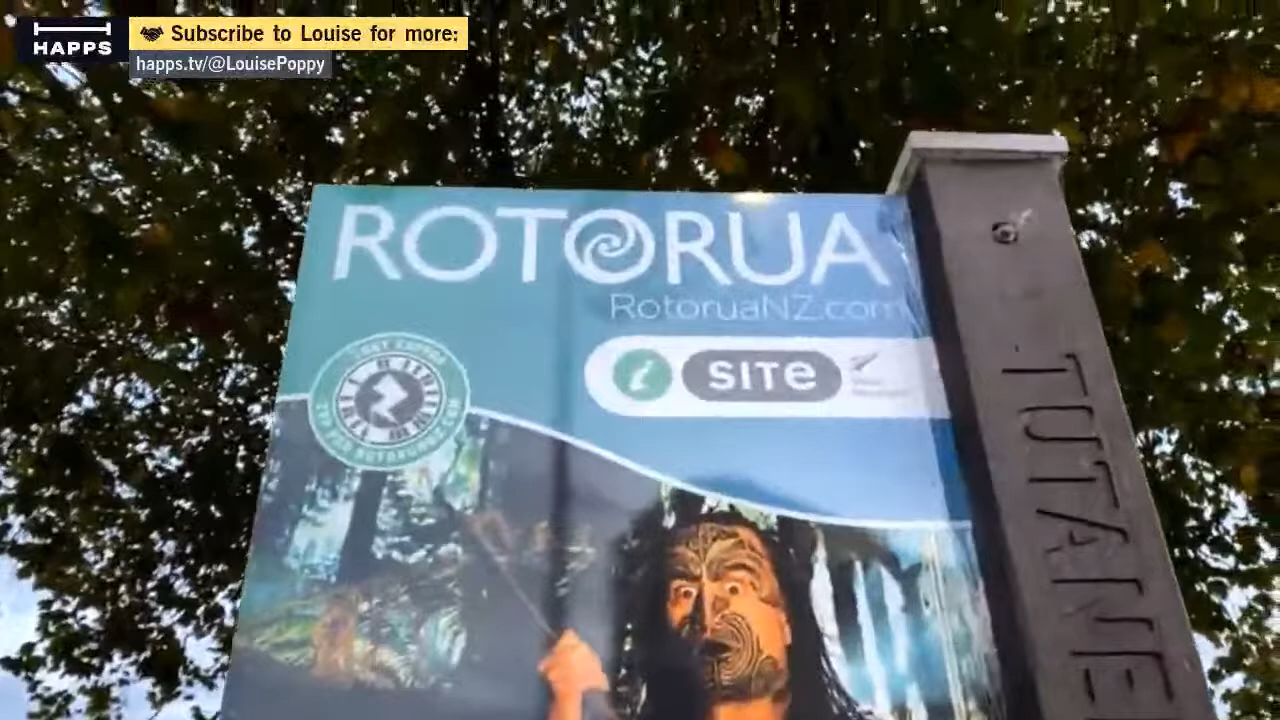 HAPPS
Subscribe to Louise for more:
happs.tv/@LouisePoppy
ROTORUA
RotoruaNZ.com
i SITe
TUTANE